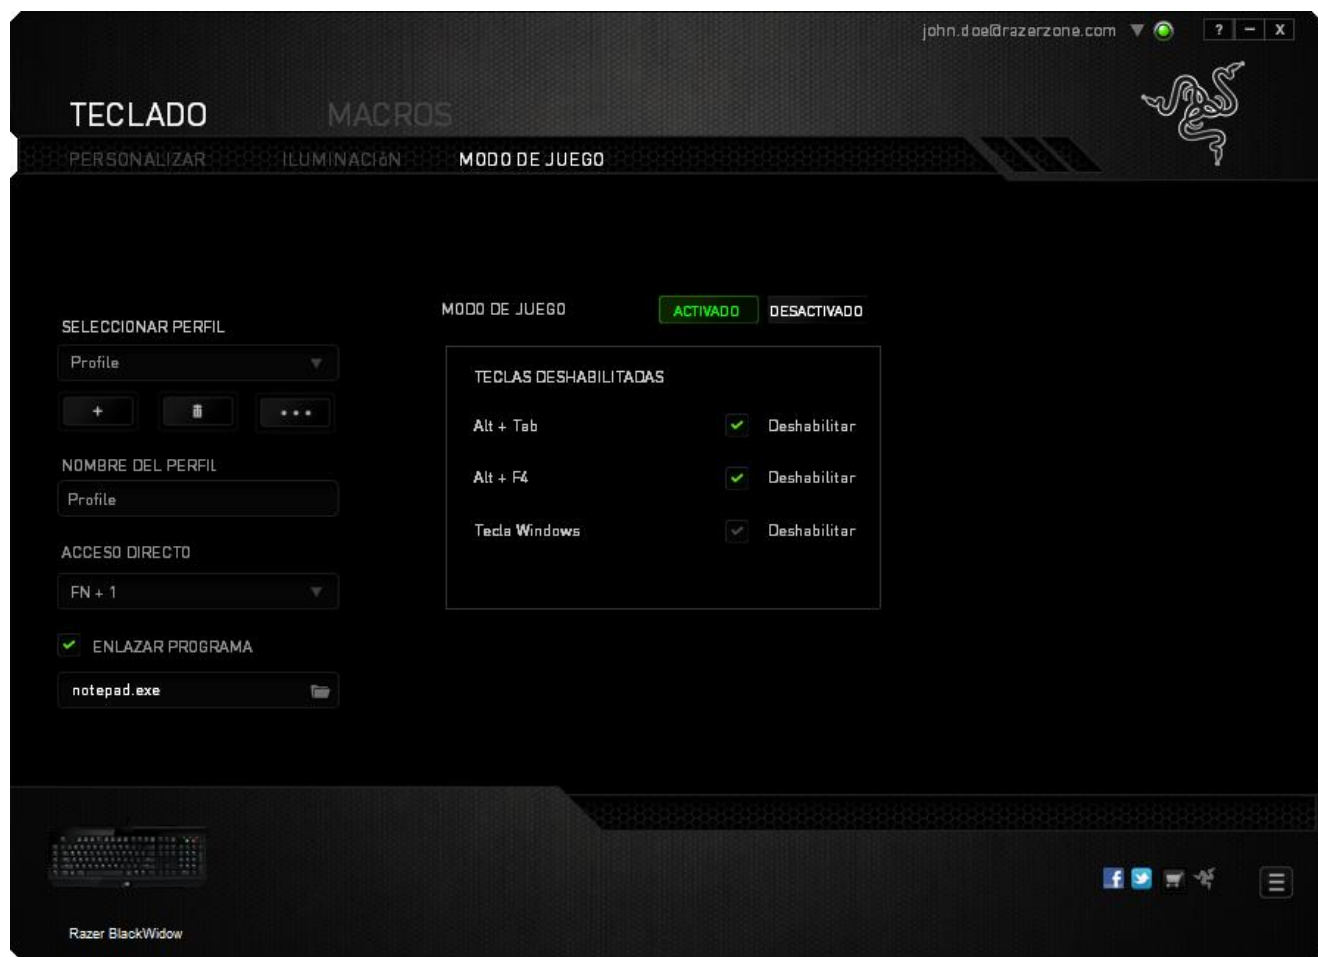 john.doe@razerzone.com
? – X
TECLADO MACROS
PERSONALIZAR ILUMINACIóN MODO DE JUEGO
MODO DE JUEGO ACTIVADO DESACTIVADO
SELECCIONAR PERFIL
Profile
+ •••
NOMBRE DEL PERFIL
Profile
ACCESO DIRECTO
FN + 1
ENLAZAR PROGRAMA
notepad.exe
TECLAS DESHABILITADAS
Alt + Tab Deshabilitar
Alt + F4 Deshabilitar
Tecla Windows Deshabilitar
Razer BlackWidow